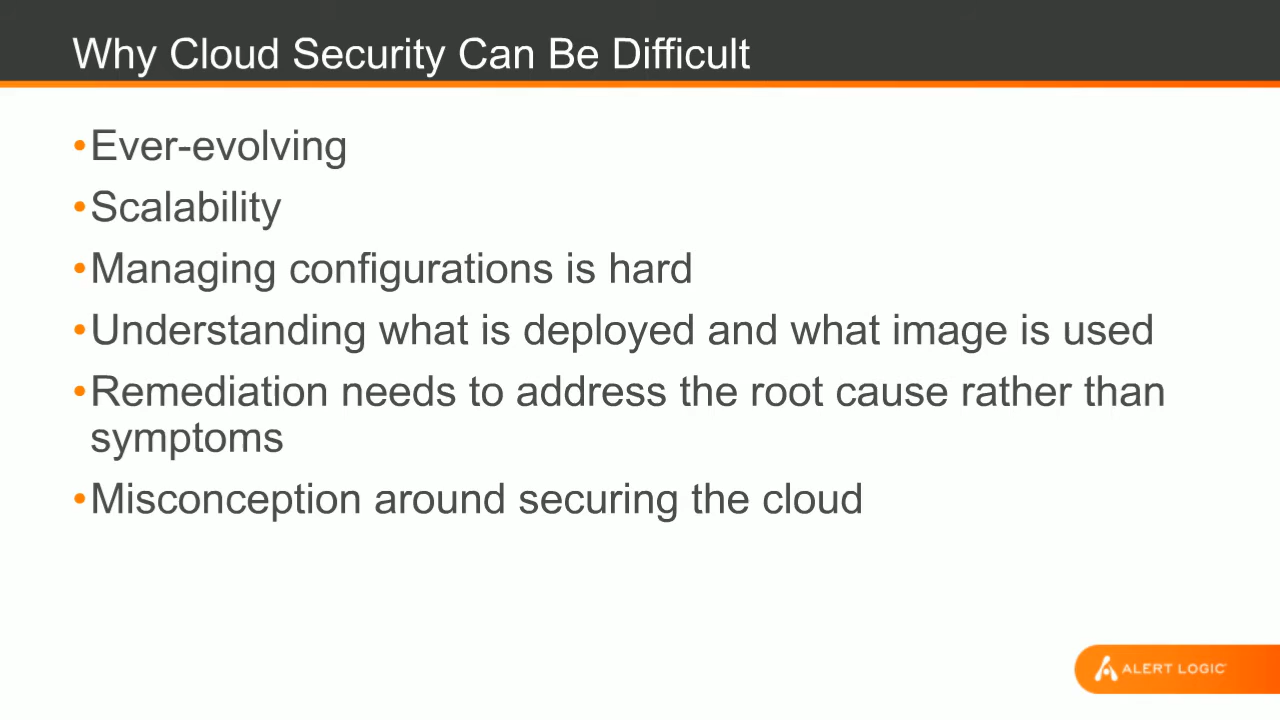 Why Cloud Security Can Be Difficult
•Ever-evolving
•Scalability
•Managing configurations is hard
•Understanding what is deployed and what image is used
•Remediation needs to address the root cause rather than
symptoms
•Misconception around securing the cloud
ALERT LOGIC